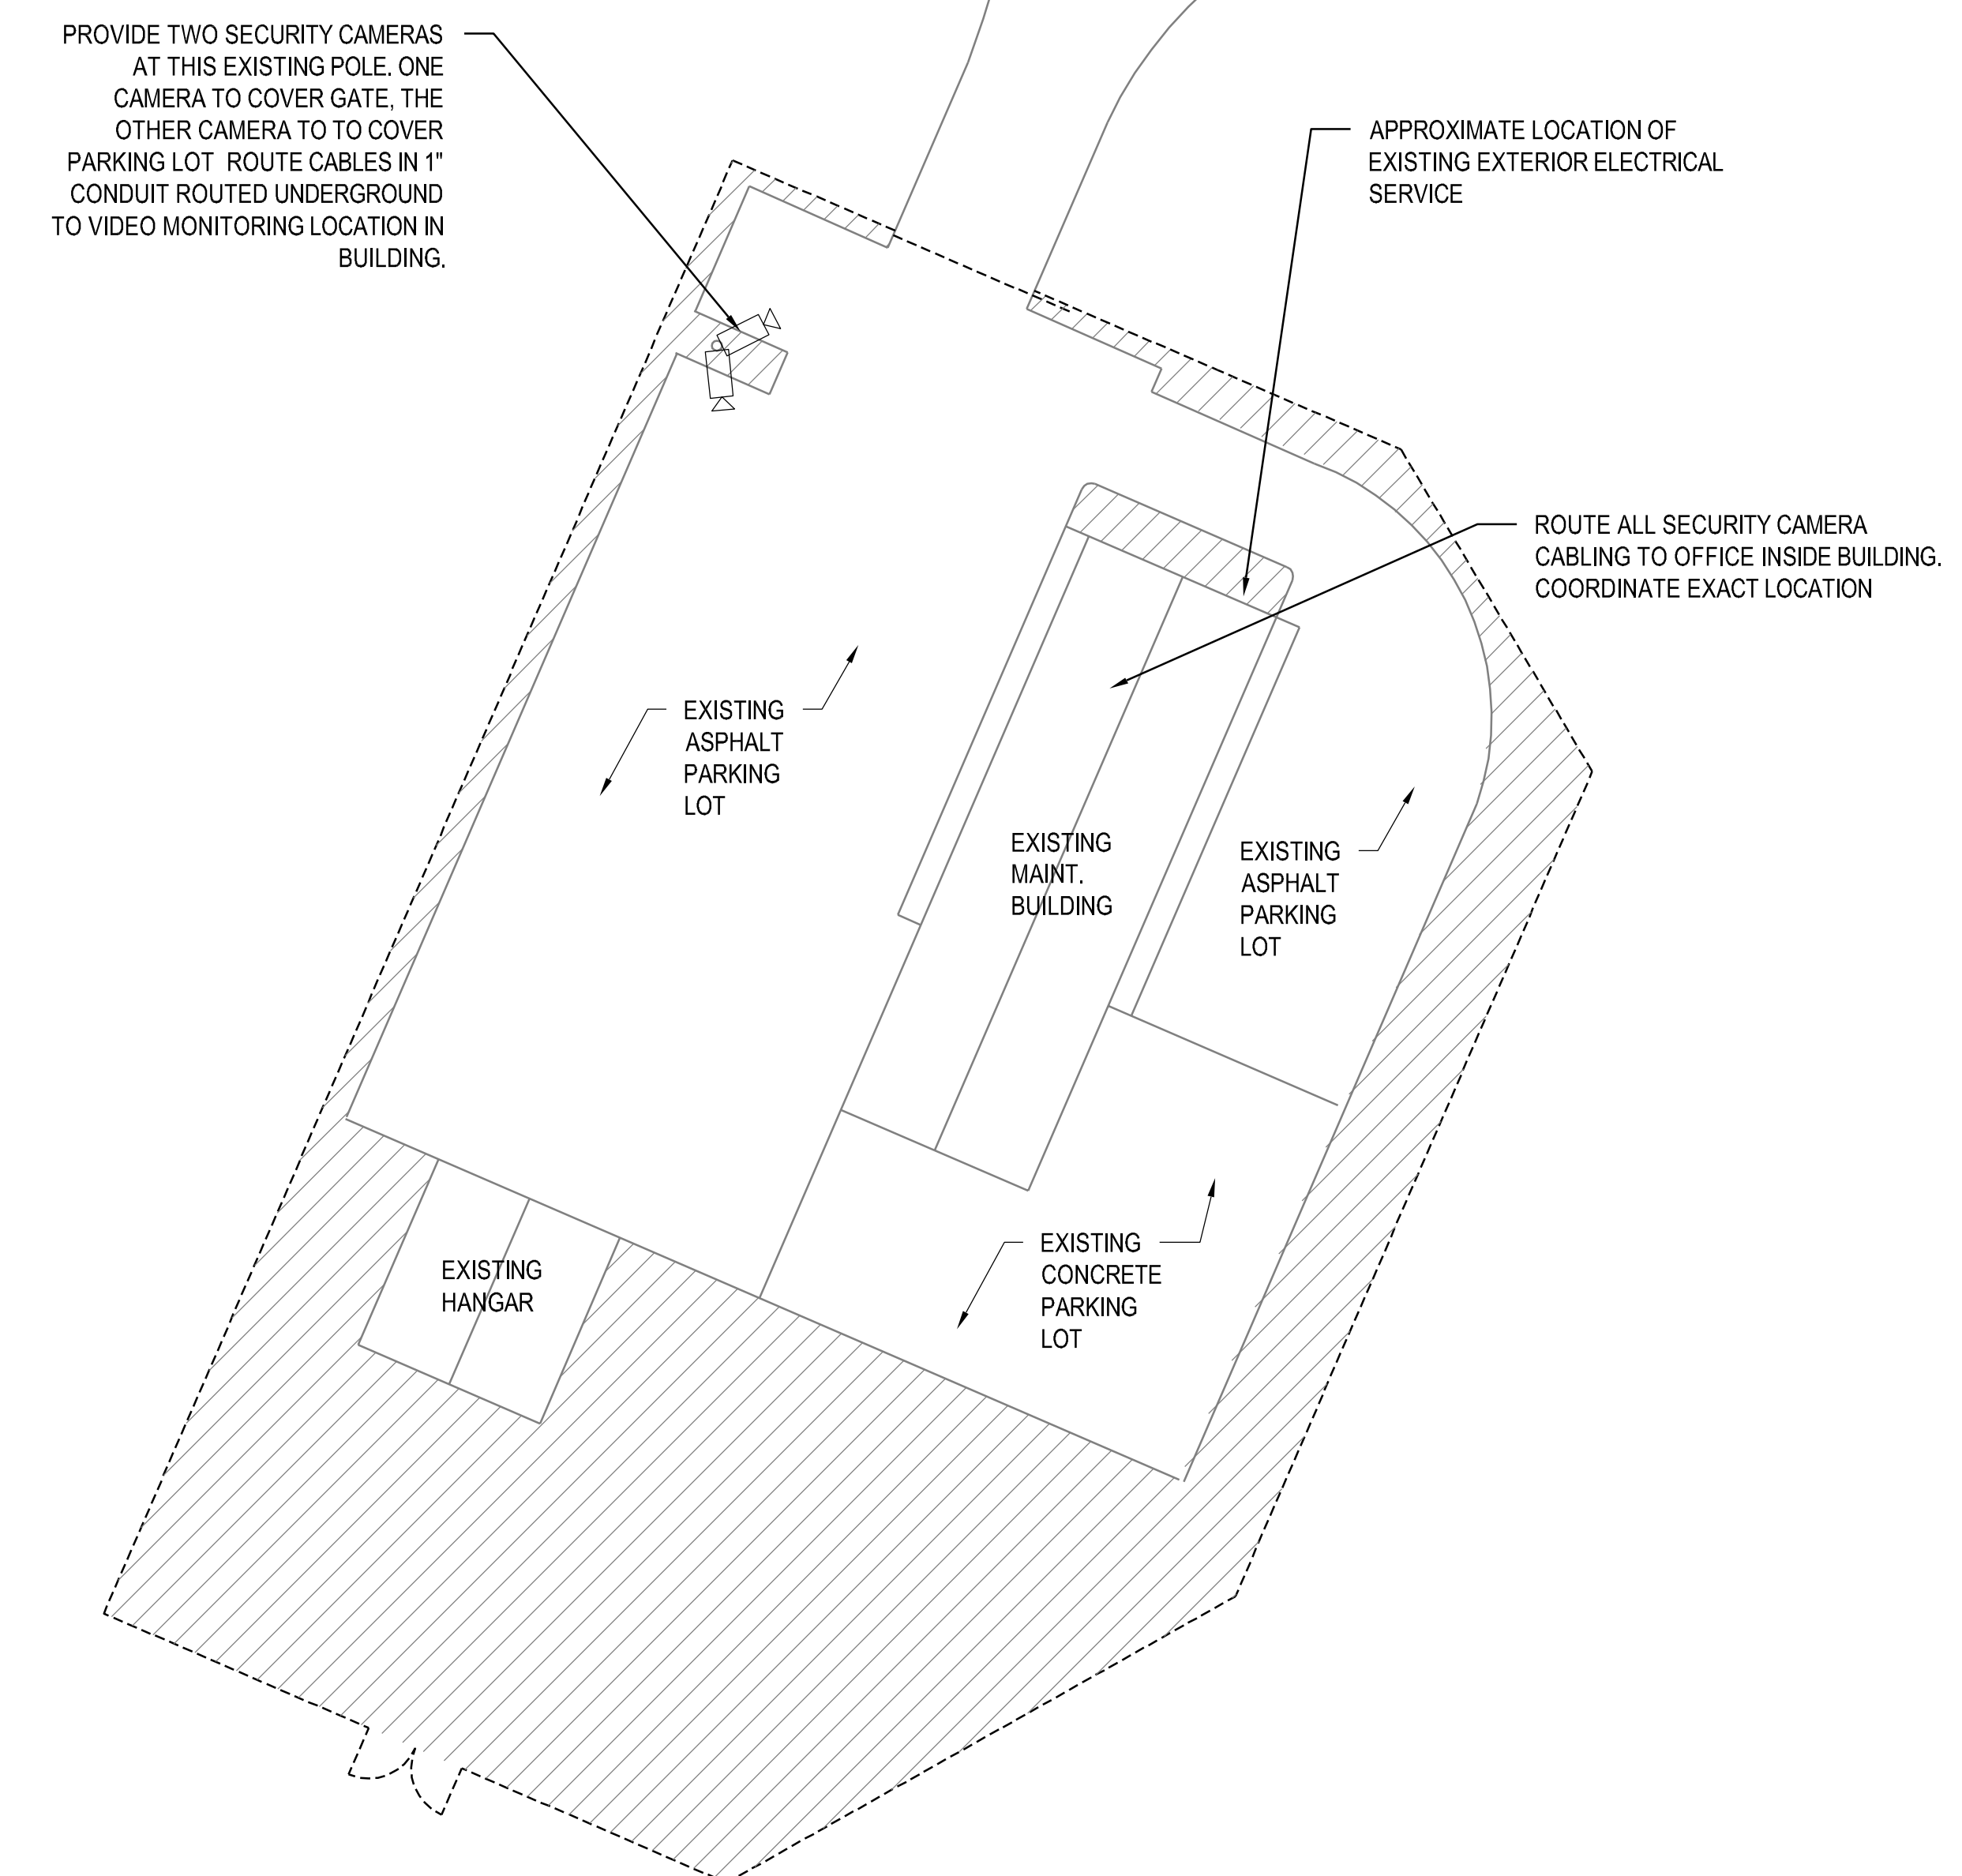 PROVIDE TWO SECURITY CAMERAS
AT THIS EXISTING POLE. ONE
CAMERA TO COVER GATE, THE
OTHER CAMERA TO TO COVER
PARKING LOT  ROUTE CABLES IN 1"
CONDUIT ROUTED UNDERGROUND
TO VIDEO MONITORING LOCATION IN
BUILDING.
APPROXIMATE LOCATION OF
EXISTING EXTERIOR ELECTRICAL
SERVICE
ROUTE ALL SECURITY CAMERA
CABLING TO OFFICE INSIDE BUILDING.
COORDINATE EXACT LOCATION
EXISTING
ASPHALT
PARKING
LOT
EXISTING
MAINT.
BUILDING
EXISTING
ASPHALT
PARKING
LOT
EXISTING
CONCRETE
PARKING
LOT
EXISTING
HANGAR